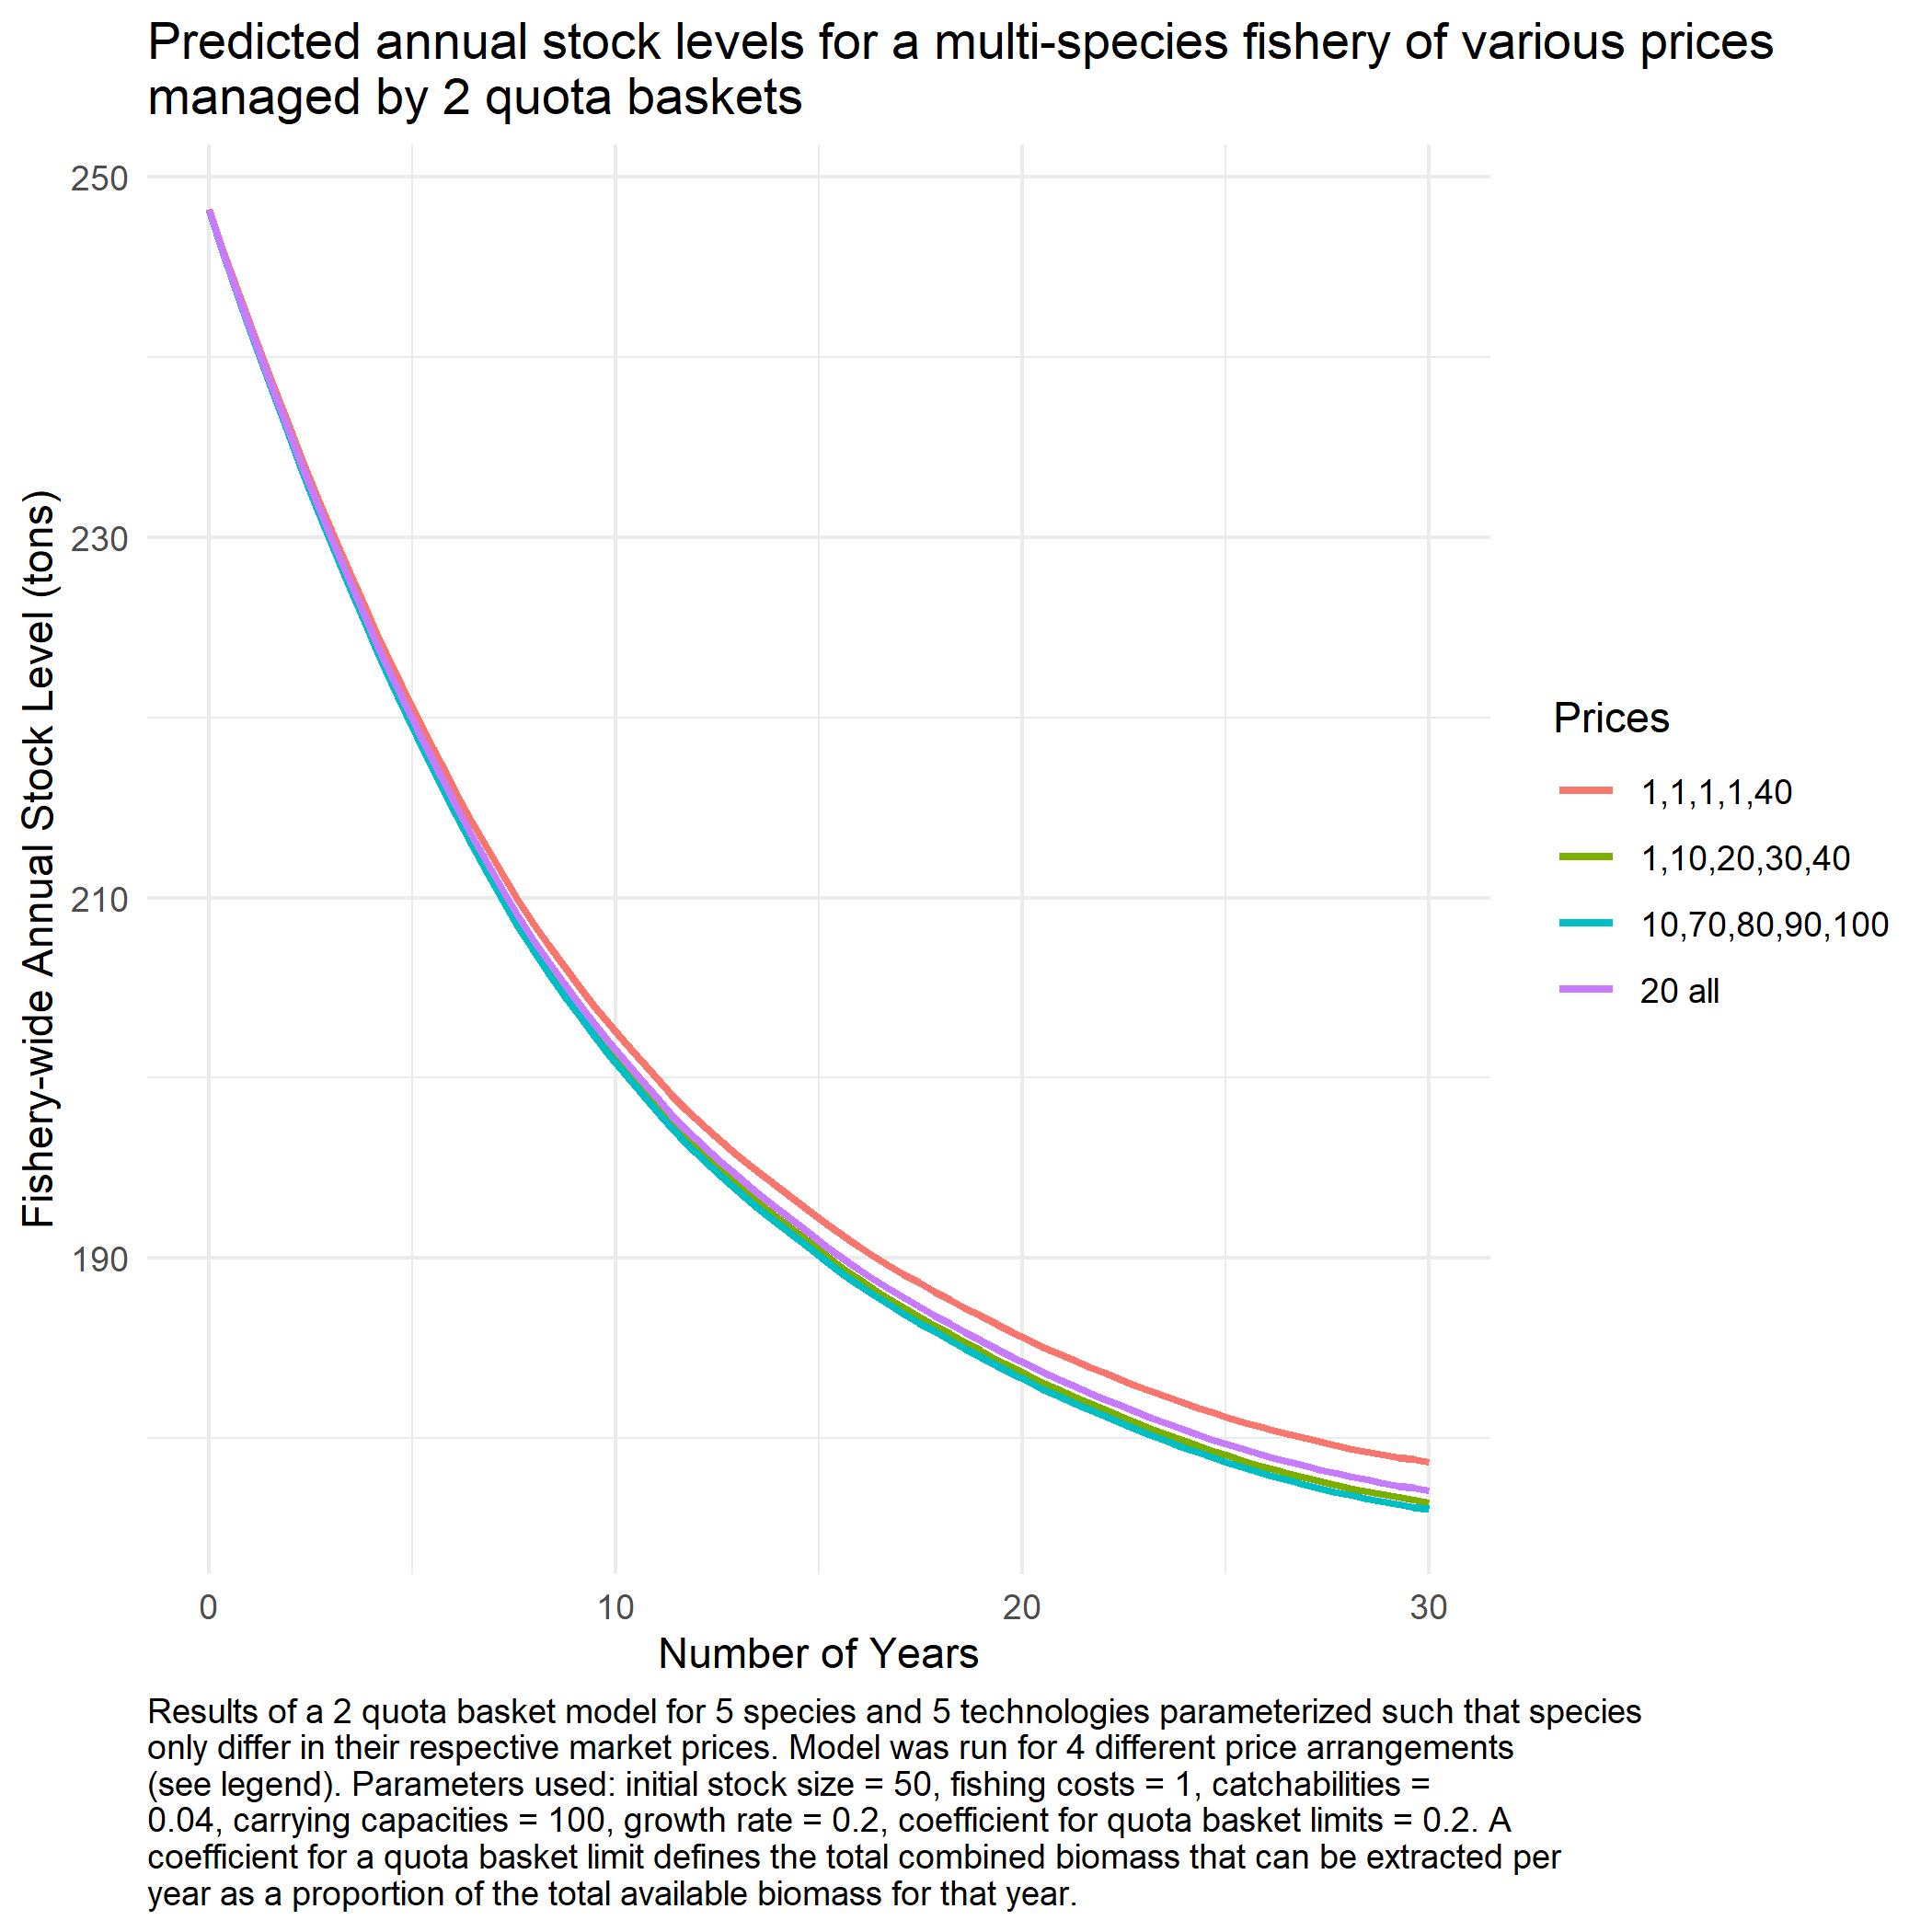 Predicted annual stock levels for a multi-species fishery of various prices
managed by 2 quota baskets
Fishery-wide Annual Stock Level (tons)
250
230
210
190
0
10
20
30
Number of Years
Prices
1,1,1,1,40
1,10,20,30,40
10,70,80,90,100
20 all
Results of a 2 quota basket model for 5 species and 5 technologies parameterized such that species
only differ in their respective market prices. Model was run for 4 different price arrangements
(see legend). Parameters used: initial stock size = 50, fishing costs = 1, catchabilities =
0.04, carrying capacities = 100, growth rate = 0.2, coefficient for quota basket limits = 0.2. A
coefficient for a quota basket limit defines the total combined biomass that can be extracted per
year as a proportion of the total available biomass for that year.